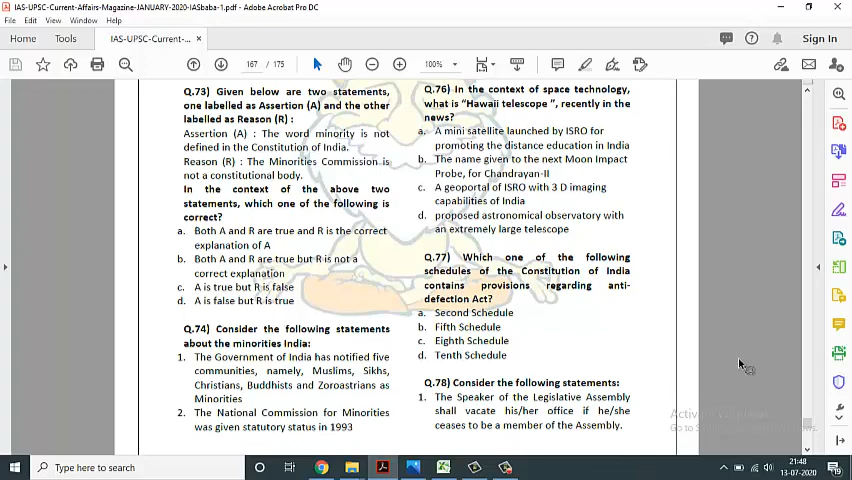 IAS-UPSC-Current-Affairs-Magazine-JANUARY-2020-IASbaba-1.pdf - Adobe Acrobat Pro DC
File Edit View Window Help
Home Tools IAS-UPSC-Current-... × Sign In
167 / 175 100%
Q.73) Given below are two statements,
one labelled as Assertion (A) and the other
labelled as Reason (R) :
Assertion (A) : The word minority is not
defined in the Constitution of India.
Reason (R) : The Minorities Commission is
not a constitutional body.
In the context of the above two
statements, which one of the following is
correct?
a. Both A and R are true and R is the correct
explanation of A
b. Both A and R are true but R is not a
correct explanation
c. A is true but R is false
d. A is false but R is true
Q.74) Consider the following statements
about the minorities India:
1. The Government of India has notified five
communities, namely, Muslims, Sikhs,
Christians, Buddhists and Zoroastrians as
Minorities
2. The National Commission for Minorities
was given statutory status in 1993
Q.76) In the context of space technology,
what is "Hawaii telescope ", recently in the
news?
a. A mini satellite launched by ISRO for
promoting the distance education in India
b. The name given to the next Moon Impact
Probe, for Chandrayan-II
c. A geoportal of ISRO with 3 D imaging
capabilities of India
d. proposed astronomical observatory with
an extremely large telescope
Q.77) Which one of the following
schedules of the Constitution of India
contains provisions regarding anti-
defection Act?
a. Second Schedule
b. Fifth Schedule
c. Eighth Schedule
d. Tenth Schedule
Q.78) Consider the following statements:
1. The Speaker of the Legislative Assembly
shall vacate his/her office if he/she
ceases to be a member of the Assembly.
Type here to search
21:48
13-07-2020
19